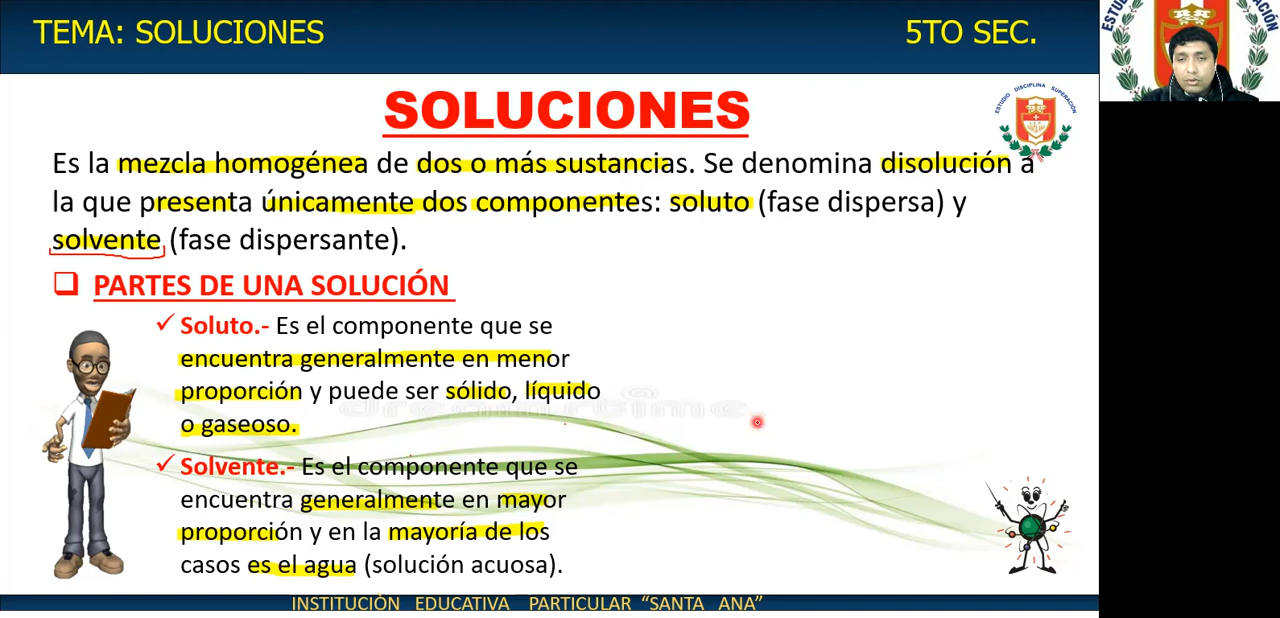 TEMA: SOLUCIONES
5TO SEC.
ESTUDIO DISCIPLINA SUPERACIÓN
SOLUCIONES
Es la mezcla homogénea de dos o más sustancias. Se denomina disolución a
la que presenta únicamente dos componentes: soluto (fase dispersa) y
solvente (fase dispersante).
PARTES DE UNA SOLUCIÓN
Soluto.- Es el componente que se
encuentra generalmente en menor
proporción y puede ser sólido, líquido
o gaseoso.
dreamstime
Solvente.- Es el componente que se
encuentra generalmente en mayor
proporción y en la mayoría de los
casos es el agua (solución acuosa).
INSTITUCIÓN EDUCATIVA PARTICULAR “SANTA ANA”